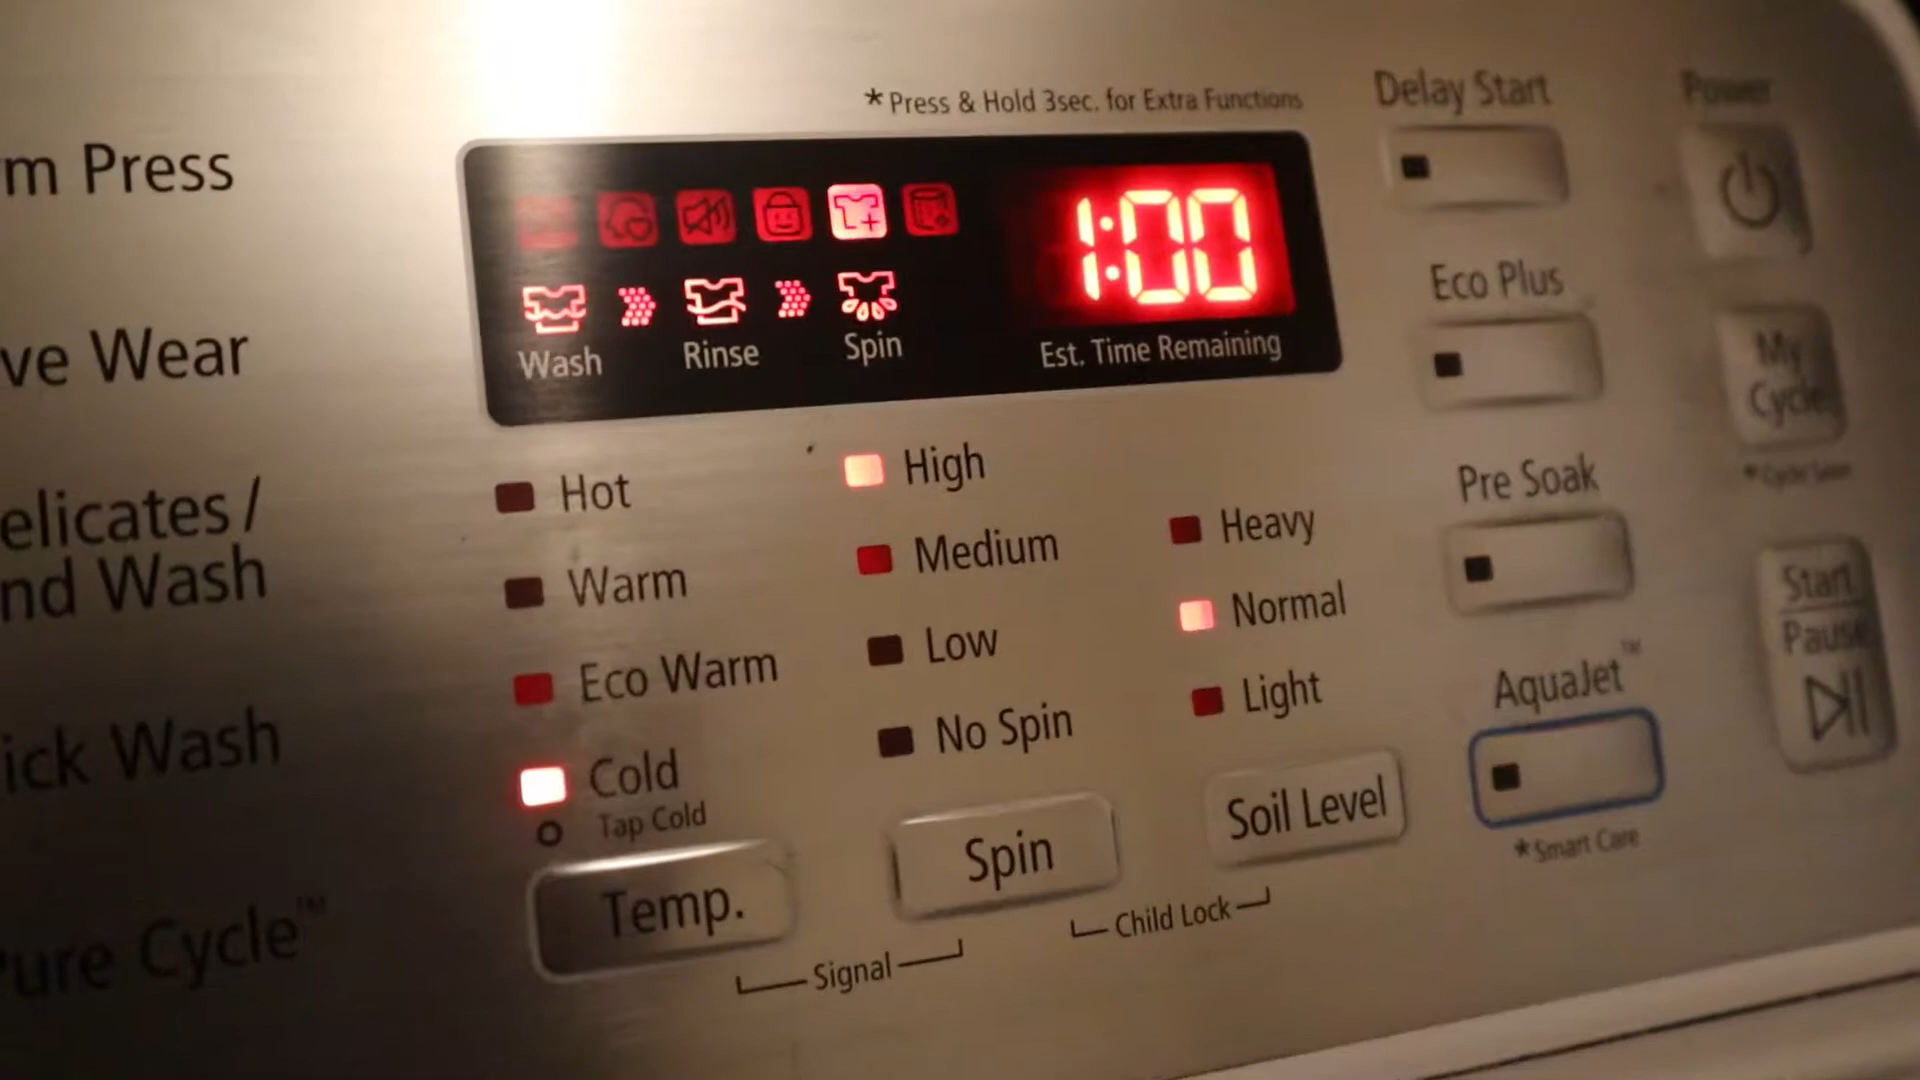 * Press & Hold 3sec. for Extra Functions
Delay Start
Power
m Press
1:00
Wash
Rinse
Spin
Est. Time Remaining
Eco Plus
My
Cycle
ve Wear
Hot
High
Pre Soak
elicates /
nd Wash
Warm
Medium
Heavy
Start
Pause
Eco Warm
Low
Normal
AquaJet™
ick Wash
Cold
Tap Cold
No Spin
Light
*Smart Care
Temp.
Spin
Soil Level
Signal
Child Lock
ure Cycle™